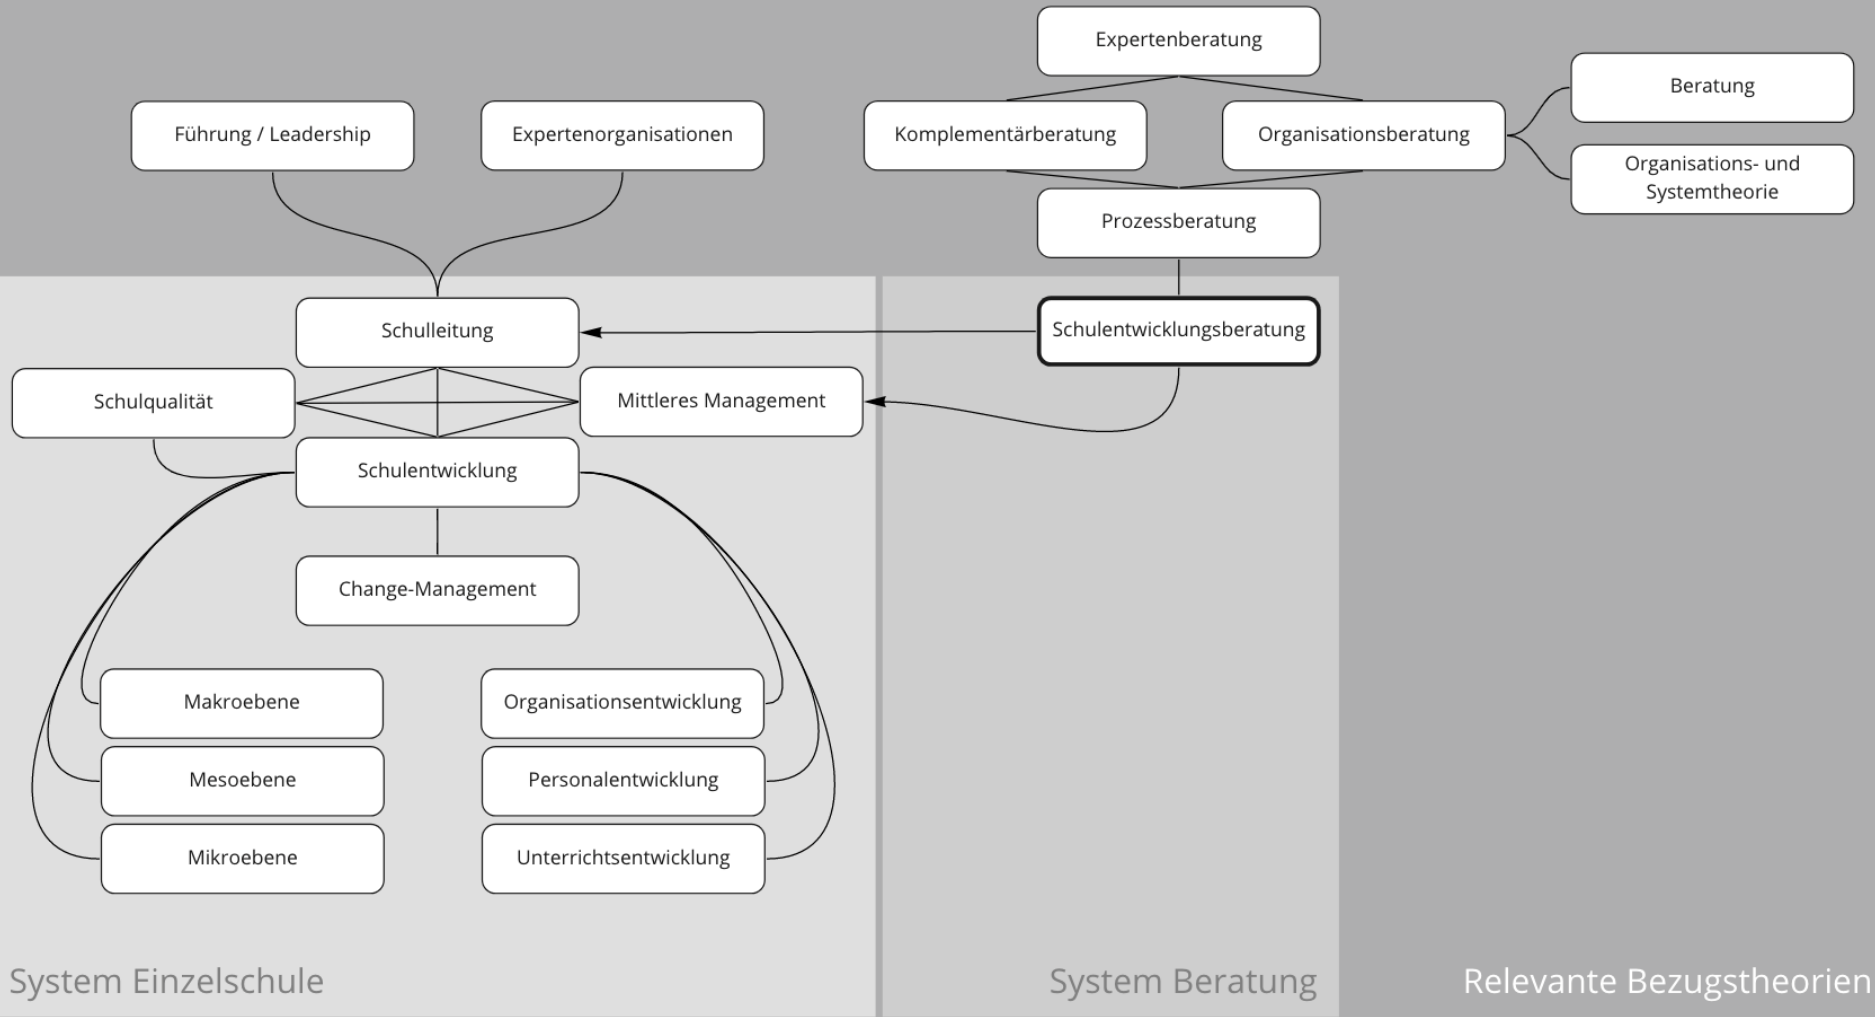 Expertenberatung
Beratung
Führung / Leadership
Expertenorganisationen
Komplementärberatung
Organisationsberatung
Organisations- und
Systemtheorie
Prozessberatung
Schulleitung
Schulentwicklungsberatung
Schulqualität
Mittleres Management
Schulentwicklung
Change-Management
Makroebene
Organisationsentwicklung
Mesoebene
Personalentwicklung
Mikroebene
Unterrichtsentwicklung
System Einzelschule
System Beratung
Relevante Bezugstheorien